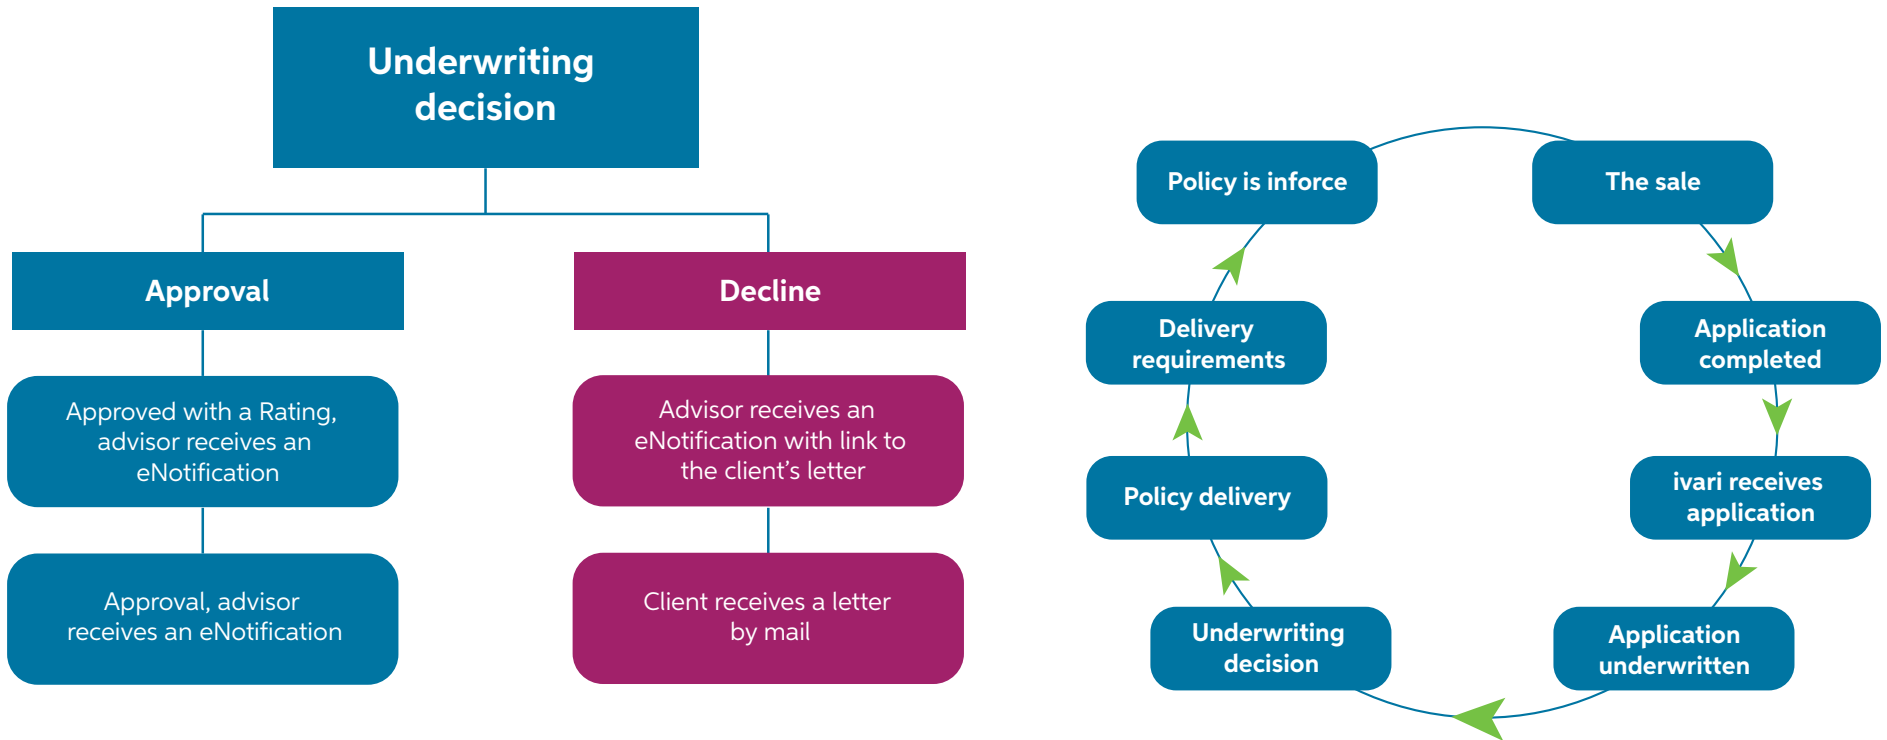 Underwriting
decision
Approval
Approved with a Rating,
advisor receives an
eNotification
Approval, advisor
receives an eNotification
Decline
Advisor receives an
eNotification with link to
the client’s letter
Client receives a letter
by mail
The sale
Application
completed
ivari receives
application
Application
underwritten
Underwriting
decision
Policy delivery
Delivery
requirements
Policy is inforce